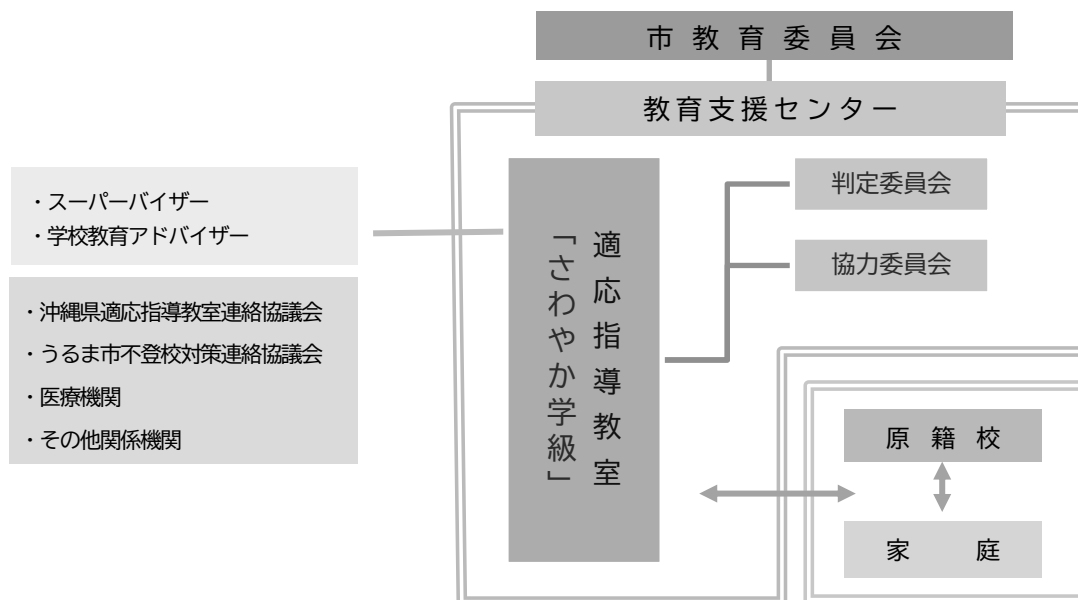 市教育委員会
教育支援センター
・スーパーバイザー
・学校教育アドバイザー
・沖縄県適応指導教室連絡協議会
・うるま市不登校対策連絡協議会
・医療機関
・その他関係機関
適応指導教室
「さわやか学級」
判定委員会
協力委員会
原籍校
家庭